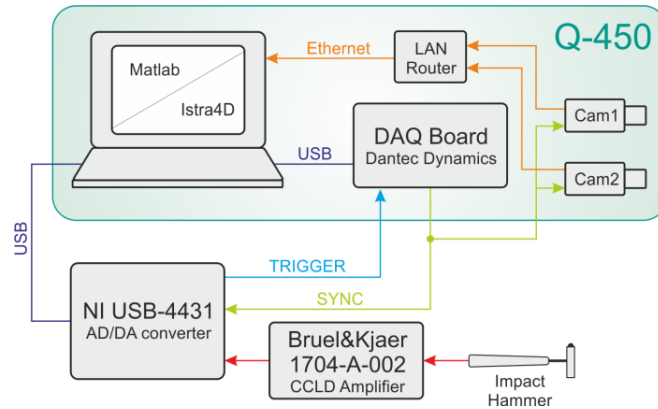 Q-450
Matlab
Istra4D
Ethernet
LAN
Router
Cam1
Cam2
DAQ Board
Dantec Dynamics
USB
USB
TRIGGER
SYNC
NI USB-4431
AD/DA converter
Bruel&Kjaer
1704-A-002
CCLD Amplifier
Impact
Hammer